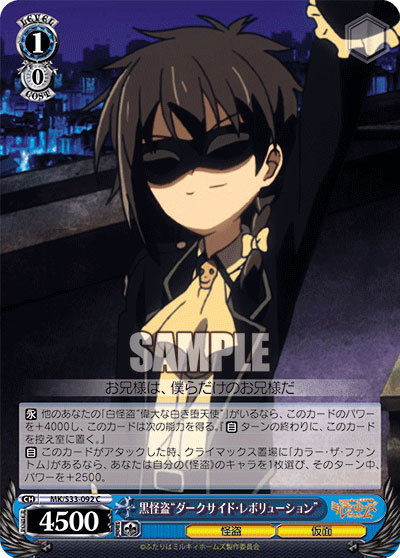 LEVEL
1
0
COST
SAMPLE
お兄様は、僕らだけのお兄様だ
永 他のあなたの「白怪盗“偉大な白き堕天使”」がいるなら、このカードのパワー
を+4000し、このカードは次の能力を得る。『自 ターンの終わりに、このカード
を控え室に置く。』
自 このカードがアタックした時、クライマックス置場に「カラー・ザ・ファン
トム」があるなら、あなたは自分の《怪盗》のキャラを1枚選び、そのターン中、
パワーを+2500。
CH MK/S33-092 C
黒怪盗“ダークサイド・レボリューション”
POWER
4500
怪盗
仮面
©ふたりはミルキィホームズ製作委員会